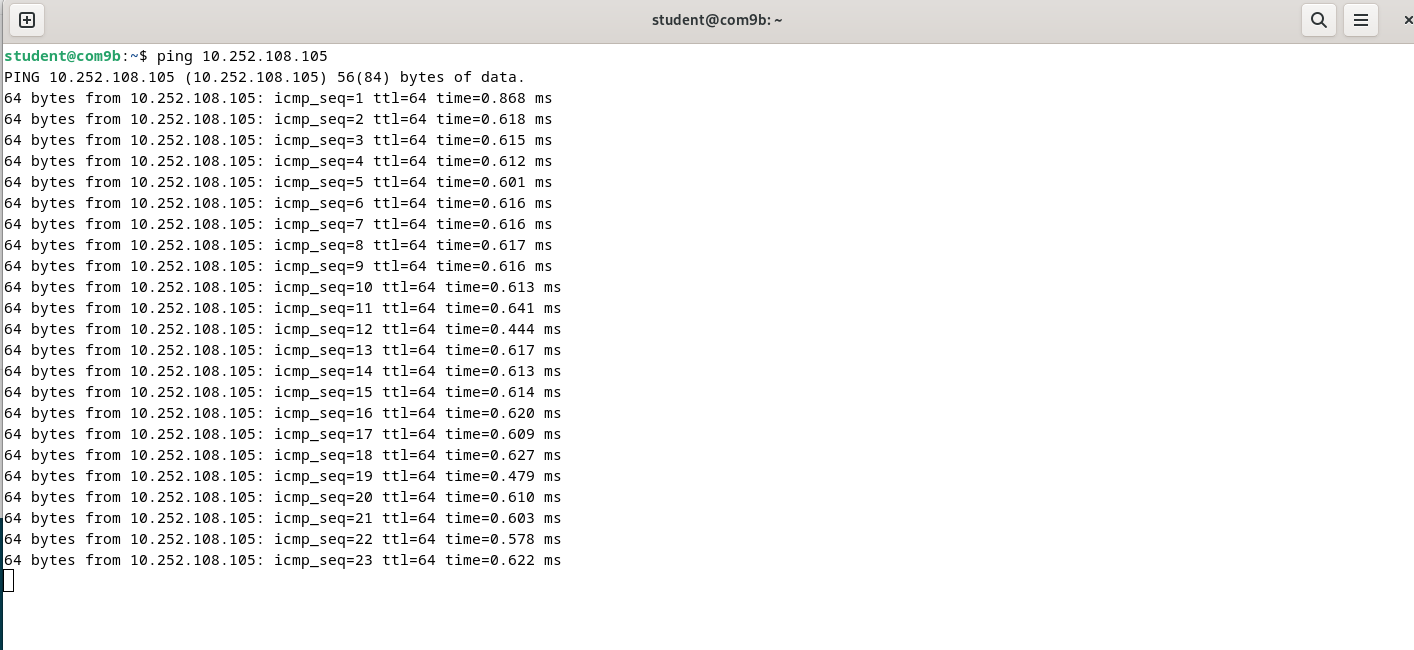 student@com9b: ~
student@com9b:~$ ping 10.252.108.105
PING 10.252.108.105 (10.252.108.105) 56(84) bytes of data.
64 bytes from 10.252.108.105: icmp_seq=1 ttl=64 time=0.868 ms
64 bytes from 10.252.108.105: icmp_seq=2 ttl=64 time=0.618 ms
64 bytes from 10.252.108.105: icmp_seq=3 ttl=64 time=0.615 ms
64 bytes from 10.252.108.105: icmp_seq=4 ttl=64 time=0.612 ms
64 bytes from 10.252.108.105: icmp_seq=5 ttl=64 time=0.601 ms
64 bytes from 10.252.108.105: icmp_seq=6 ttl=64 time=0.616 ms
64 bytes from 10.252.108.105: icmp_seq=7 ttl=64 time=0.616 ms
64 bytes from 10.252.108.105: icmp_seq=8 ttl=64 time=0.617 ms
64 bytes from 10.252.108.105: icmp_seq=9 ttl=64 time=0.616 ms
64 bytes from 10.252.108.105: icmp_seq=10 ttl=64 time=0.613 ms
64 bytes from 10.252.108.105: icmp_seq=11 ttl=64 time=0.641 ms
64 bytes from 10.252.108.105: icmp_seq=12 ttl=64 time=0.444 ms
64 bytes from 10.252.108.105: icmp_seq=13 ttl=64 time=0.617 ms
64 bytes from 10.252.108.105: icmp_seq=14 ttl=64 time=0.613 ms
64 bytes from 10.252.108.105: icmp_seq=15 ttl=64 time=0.614 ms
64 bytes from 10.252.108.105: icmp_seq=16 ttl=64 time=0.620 ms
64 bytes from 10.252.108.105: icmp_seq=17 ttl=64 time=0.609 ms
64 bytes from 10.252.108.105: icmp_seq=18 ttl=64 time=0.627 ms
64 bytes from 10.252.108.105: icmp_seq=19 ttl=64 time=0.479 ms
64 bytes from 10.252.108.105: icmp_seq=20 ttl=64 time=0.610 ms
64 bytes from 10.252.108.105: icmp_seq=21 ttl=64 time=0.603 ms
64 bytes from 10.252.108.105: icmp_seq=22 ttl=64 time=0.578 ms
64 bytes from 10.252.108.105: icmp_seq=23 ttl=64 time=0.622 ms